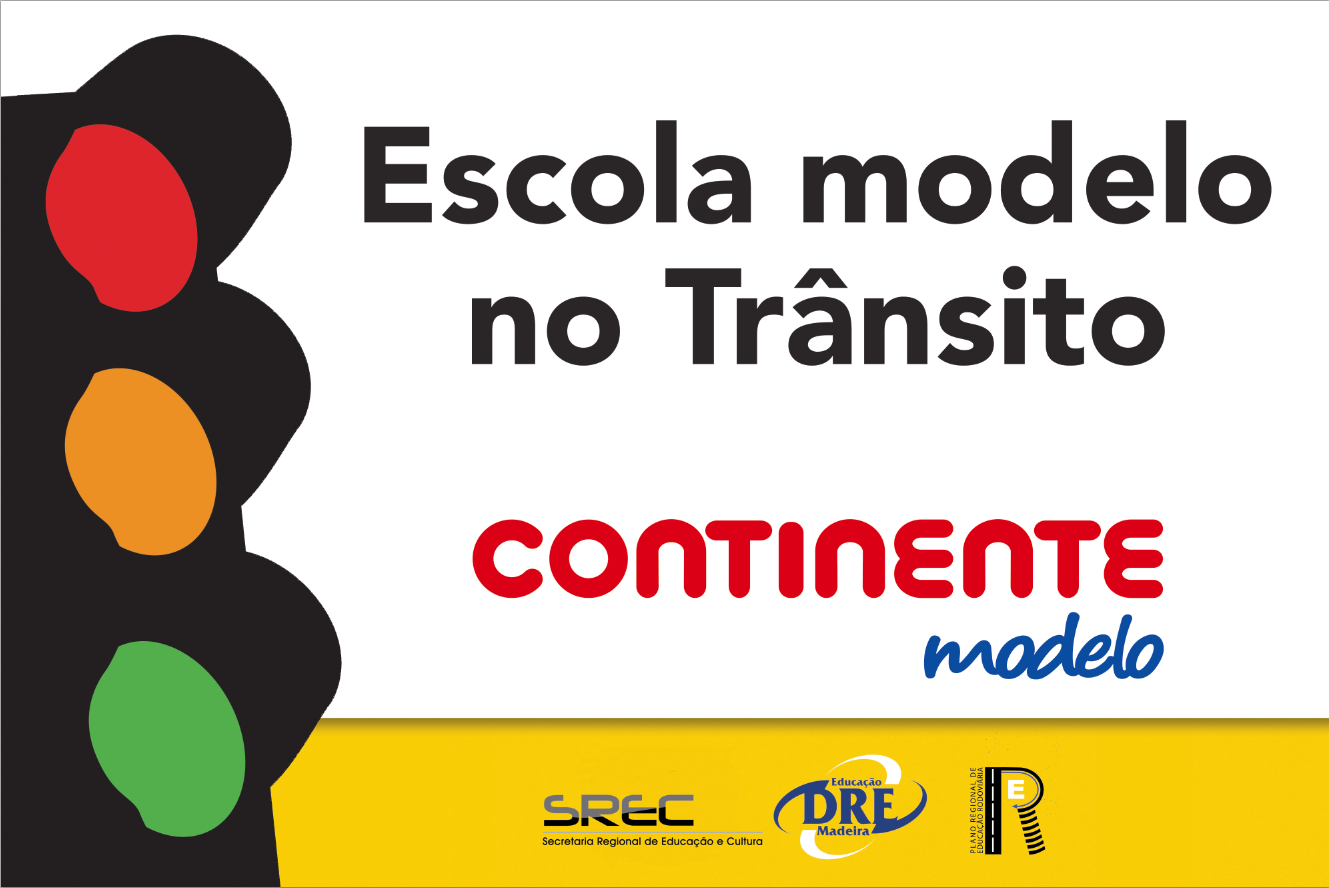 Escola modelo
no Trânsito
CONTINENTE
modelo
SREC
Secretaria Regional de Educação e Cultura
Educação
DRE
Madeira
PLANO REGIONAL DE
EDUCAÇÃO RODOVIÁRIA
E
R